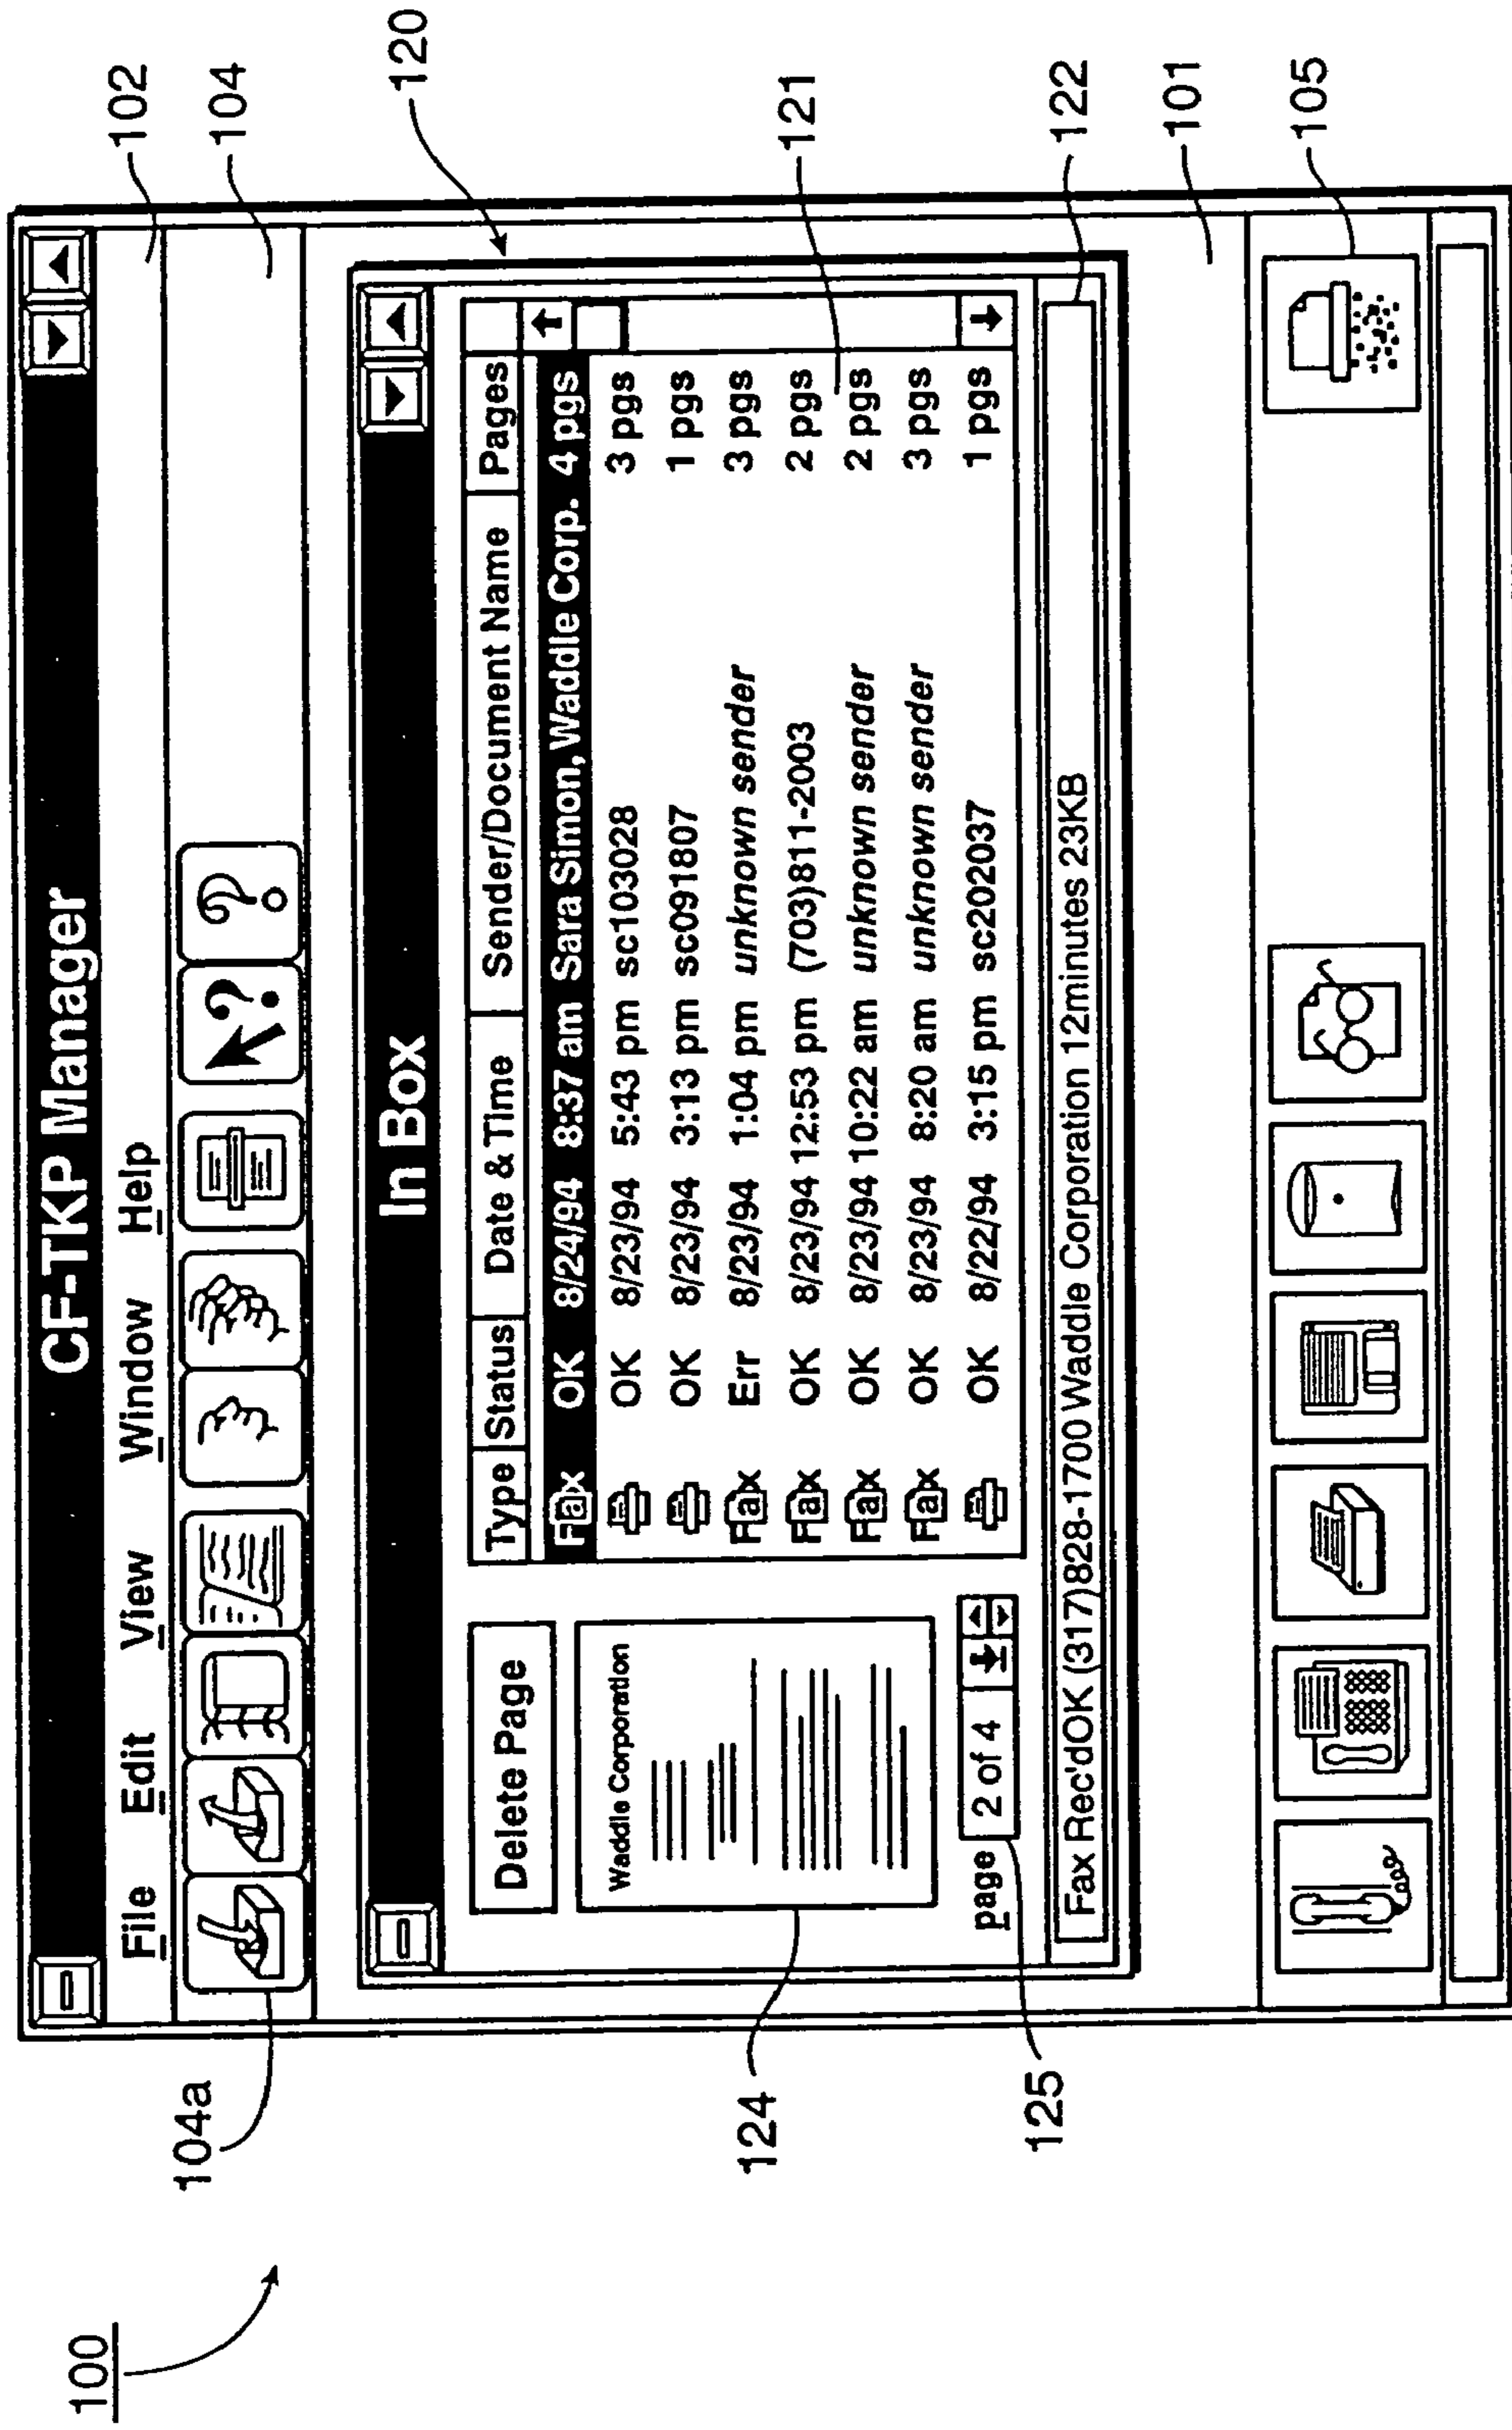 100
CF-TKP Manager
102
File Edit View Window Help
104
104a
120
In Box
Delete Page
Type Status Date & Time Sender/Document Name Pages
Fax OK 8/24/94 8:37 am Sara Simon, Waddle Corp. 4 pgs
OK 8/23/94 5:43 pm sc103028 3 pgs
OK 8/23/94 3:13 pm sc091807 1 pgs
Fax Err 8/23/94 1:04 pm unknown sender 3 pgs
Fax OK 8/23/94 12:53 pm (703)811-2003 2 pgs
Fax OK 8/23/94 10:22 am unknown sender 2 pgs
Fax OK 8/23/94 8:20 am unknown sender 3 pgs
OK 8/22/94 3:15 pm sc202037 1 pgs
121
Waddle Corporation
124
page 2 of 4
125
Fax Rec'dOK (317)828-1700 Waddle Corporation 12minutes 23KB
122
101
105